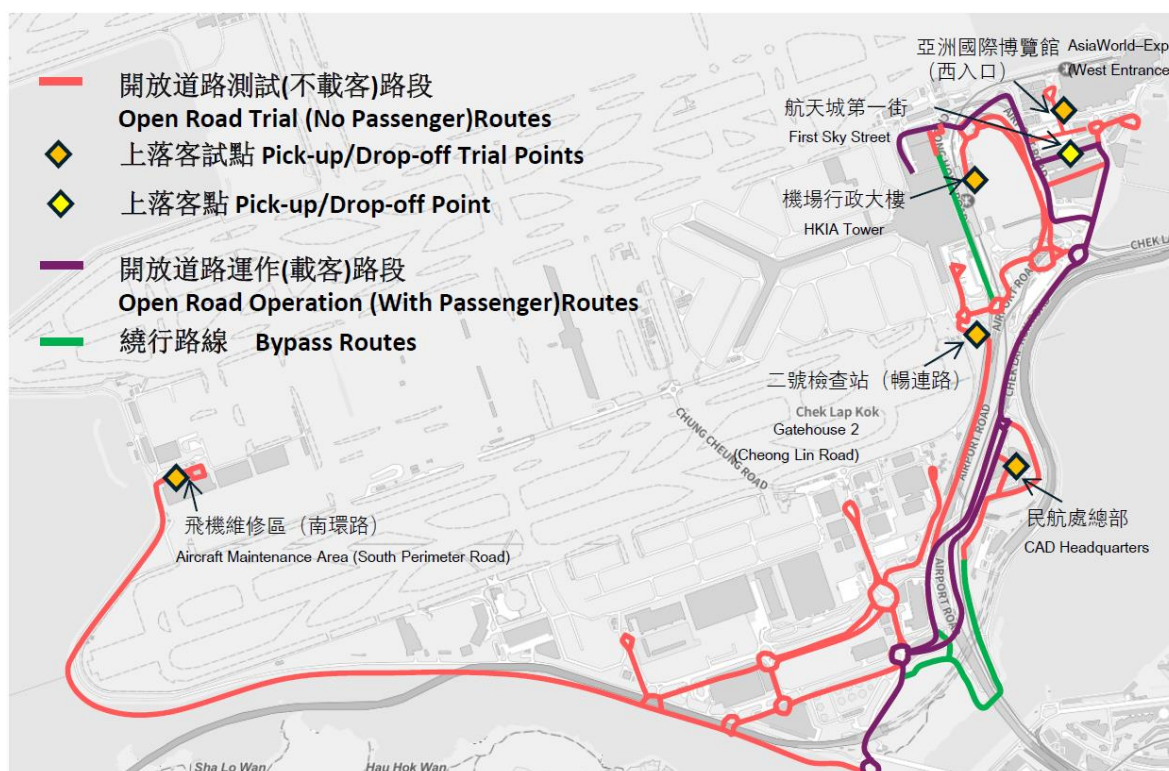 開放道路測試(不載客)路段
Open Road Trial (No Passenger)Routes
上落客試點 Pick-up/Drop-off Trial Points
上落客點 Pick-up/Drop-off Point
開放道路運作(載客)路段
Open Road Operation (With Passenger)Routes
繞行路線 Bypass Routes
亞洲國際博覽館 AsiaWorld–Exp
(西入口) (West Entrance
航天城第一街
First Sky Street
機場行政大樓
HKIA Tower
CHEK LA
AIRPORT ROAD
二號檢查站 (暢連路)
Chek Lap Kok
Gatehouse 2
(Cheong Lin Road)
CHUNG CHEUNG ROAD
AIRPORT ROAD
民航處總部
CAD Headquarters
飛機維修區 (南環路)
Aircraft Maintenance Area (South Perimeter Road)
AIRPORT ROAD
Sha Lo Wan
Hau Hok Wan